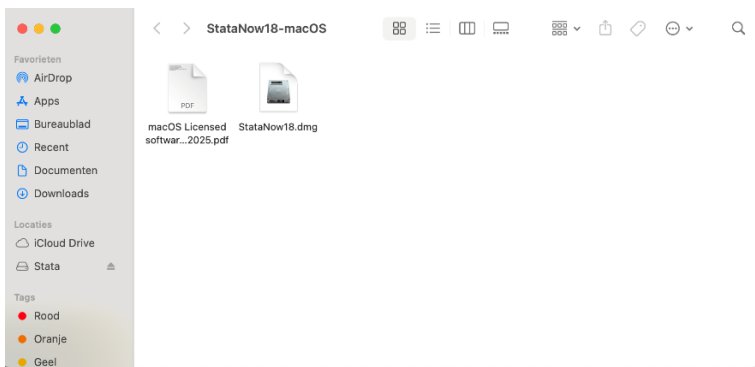 StataNow18-macOS
Favorieten
AirDrop
Apps
Bureaublad
Recent
Documenten
Downloads
Locaties
iCloud Drive
Stata
Tags
Rood
Oranje
Geel
PDF
macOS Licensed
softwar...2025.pdf
StataNow18.dmg